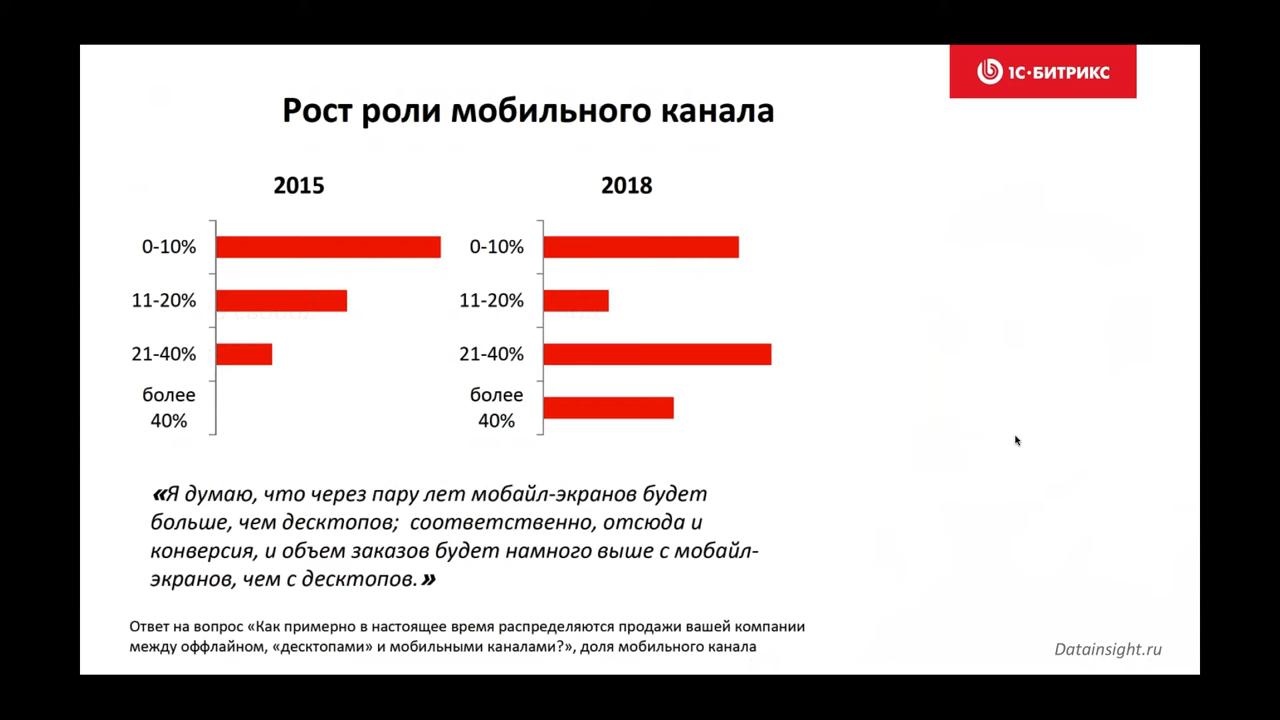 1С·БИТРИКС
Рост роли мобильного канала
2015
0-10%
11-20%
21-40%
более
40%
2018
0-10%
11-20%
21-40%
более
40%
«Я думаю, что через пару лет мобайл-экранов будет
больше, чем десктопов;  соответственно, отсюда и
конверсия, и объем заказов будет намного выше с мобайл-
экранов, чем с десктопов.»
Ответ на вопрос «Как примерно в настоящее время распределяются продажи вашей компании
между оффлайном, «десктопами» и мобильными каналами?», доля мобильного канала
Datainsight.ru